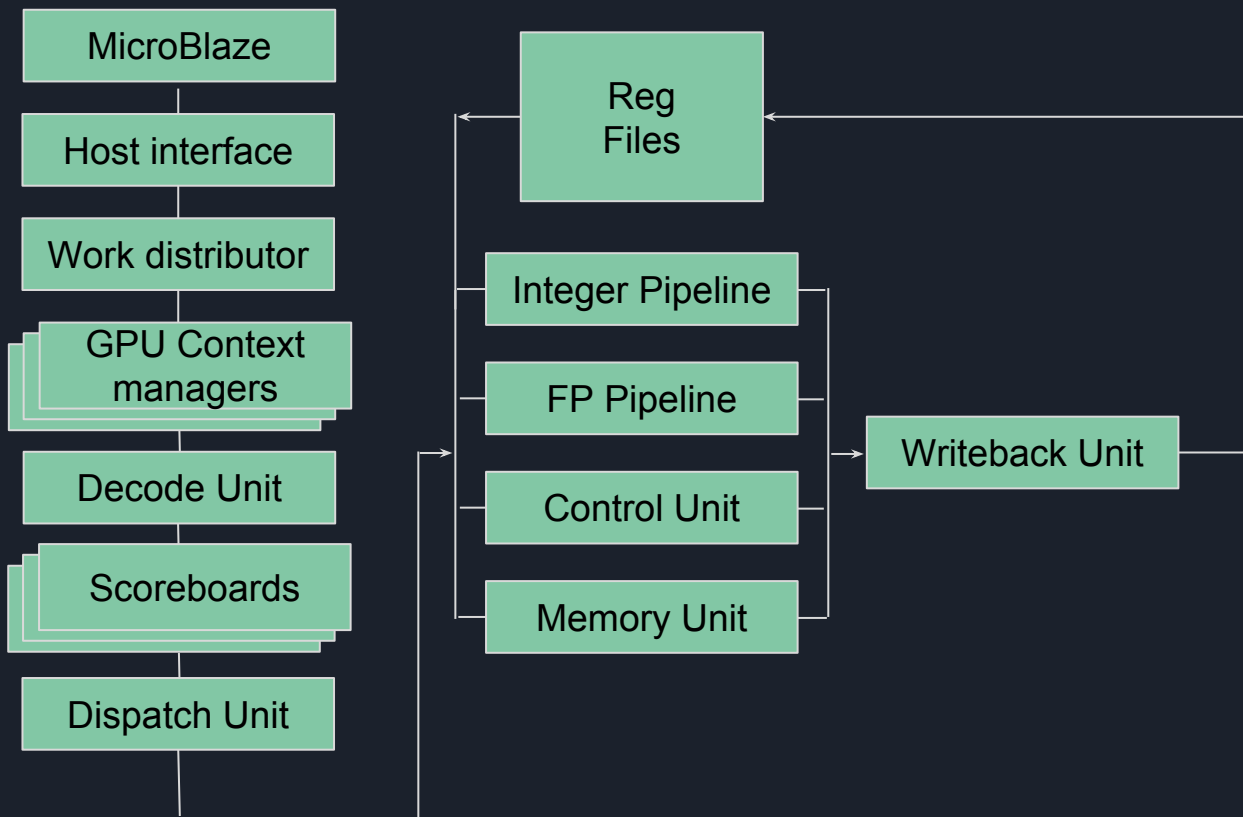 MicroBlaze
Host interface
Work distributor
GPU Context
managers
Decode Unit
Scoreboards
Dispatch Unit
Reg
Files
Integer Pipeline
FP Pipeline
Control Unit
Memory Unit
Writeback Unit